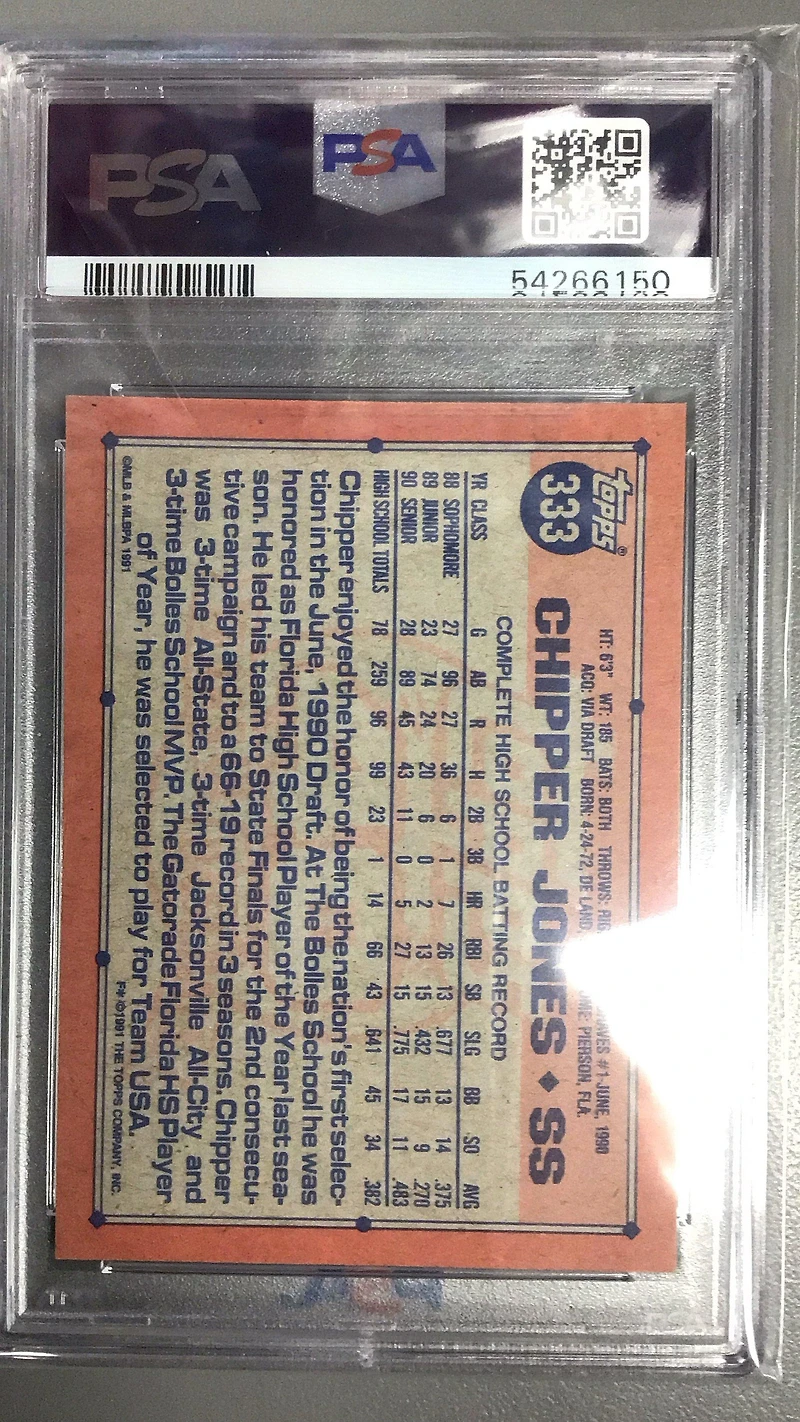 PSA
PSA
54266150
topps®
333
HT: 6'3" WT: 185 BATS: BOTH THROWS:
#1-JUNE, 1990
ACQ: VIA DRAFT BORN: 4-24-72, DE LAND,
PIERSON, FLA.
CHIPPER JONES ♦ SS
COMPLETE HIGH SCHOOL BATTING RECORD
YR CLASS G AB R H 2B 3B HR RBI SB SLG BB SO AVG
88 SOPHOMORE 27 96 27 36 6 1 7 26 13 .677 13 14 .375
89 JUNIOR 23 74 24 20 6 0 2 13 15 .432 15 9 .270
90 SENIOR 28 89 45 43 11 0 5 27 15 .775 17 11 .483
HIGH SCHOOL TOTALS 78 259 96 99 23 1 14 66 43 .641 45 34 .382
Chipper enjoyed the honor of being the nation's first selec-
tion in the June, 1990 Draft. At The Bolles School he was
honored as Florida High School Player of the Year last sea-
son. He led his team to State Finals for the 2nd consecu-
tive campaign and to a 66-19 record in 3 seasons. Chipper
was 3-time All-State, 3-time Jacksonville All-City and
3-time Bolles School MVP. The Gatorade Florida HS Player
of Year, he was selected to play for Team USA.
©MLB & MLBPA 1991
F* ©1991 THE TOPPS COMPANY, INC.
PSA